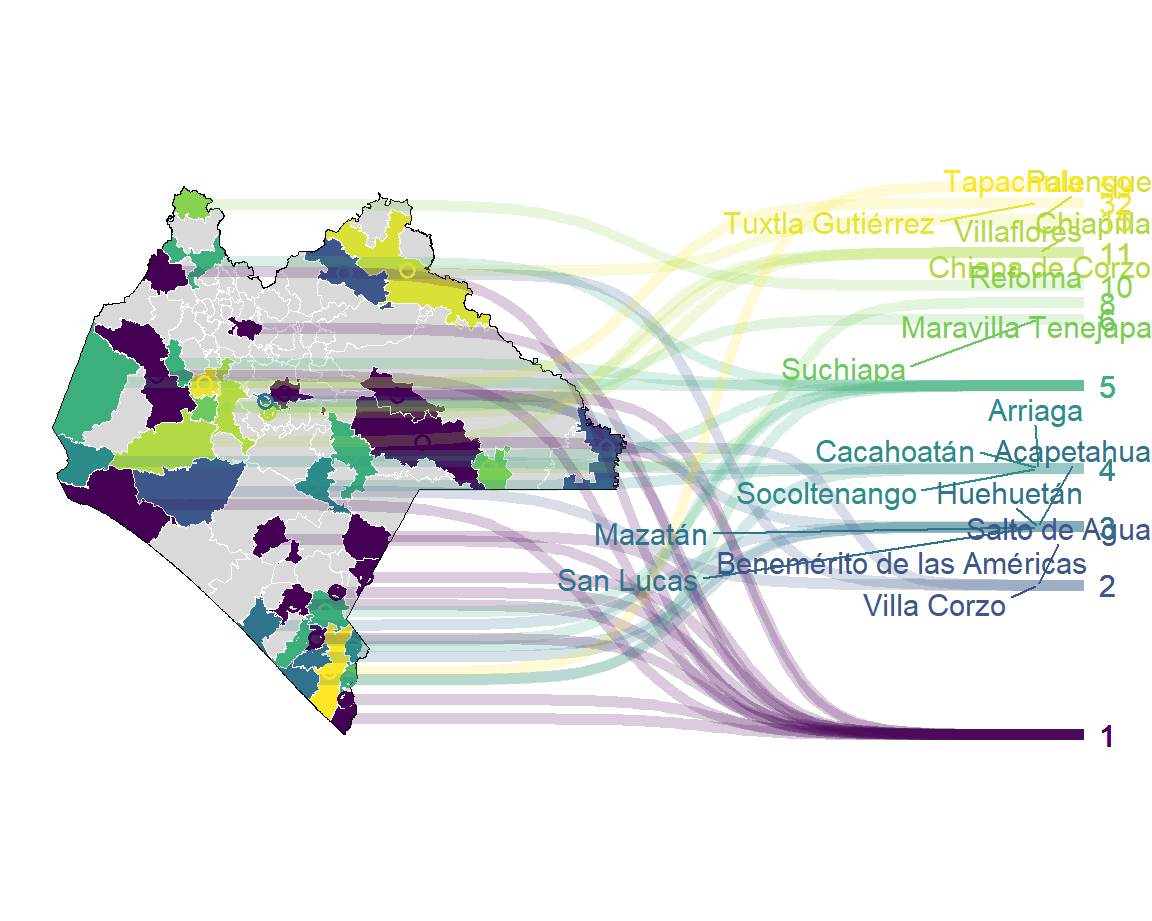 Tapachula
Palenque
59
32
Tuxtla Gutiérrez
Villaflores
Chiapilla
11
Chiapa de Corzo
Reforma
10
8
Maravilla Tenejapa
6
Suchiapa
5
Arriaga
Cacahoatán
Acapetahua
4
Socoltenango
Huehuetán
Mazatán
Salto de Agua
3
Benemérito de las Américas
San Lucas
2
Villa Corzo
1